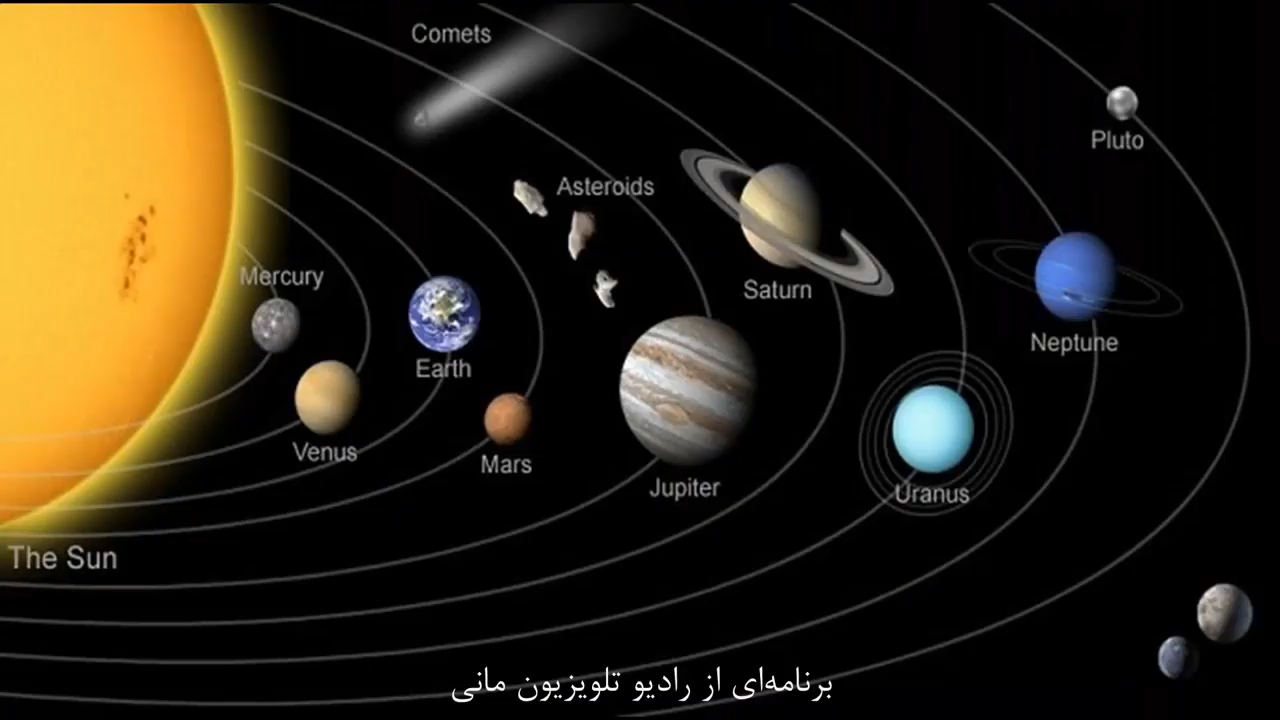 Comets
Pluto
Asteroids
Mercury
Saturn
Neptune
Earth
Venus
Mars
Jupiter
Uranus
The Sun
برنامه‌ای از رادیو تلویزیون مانی